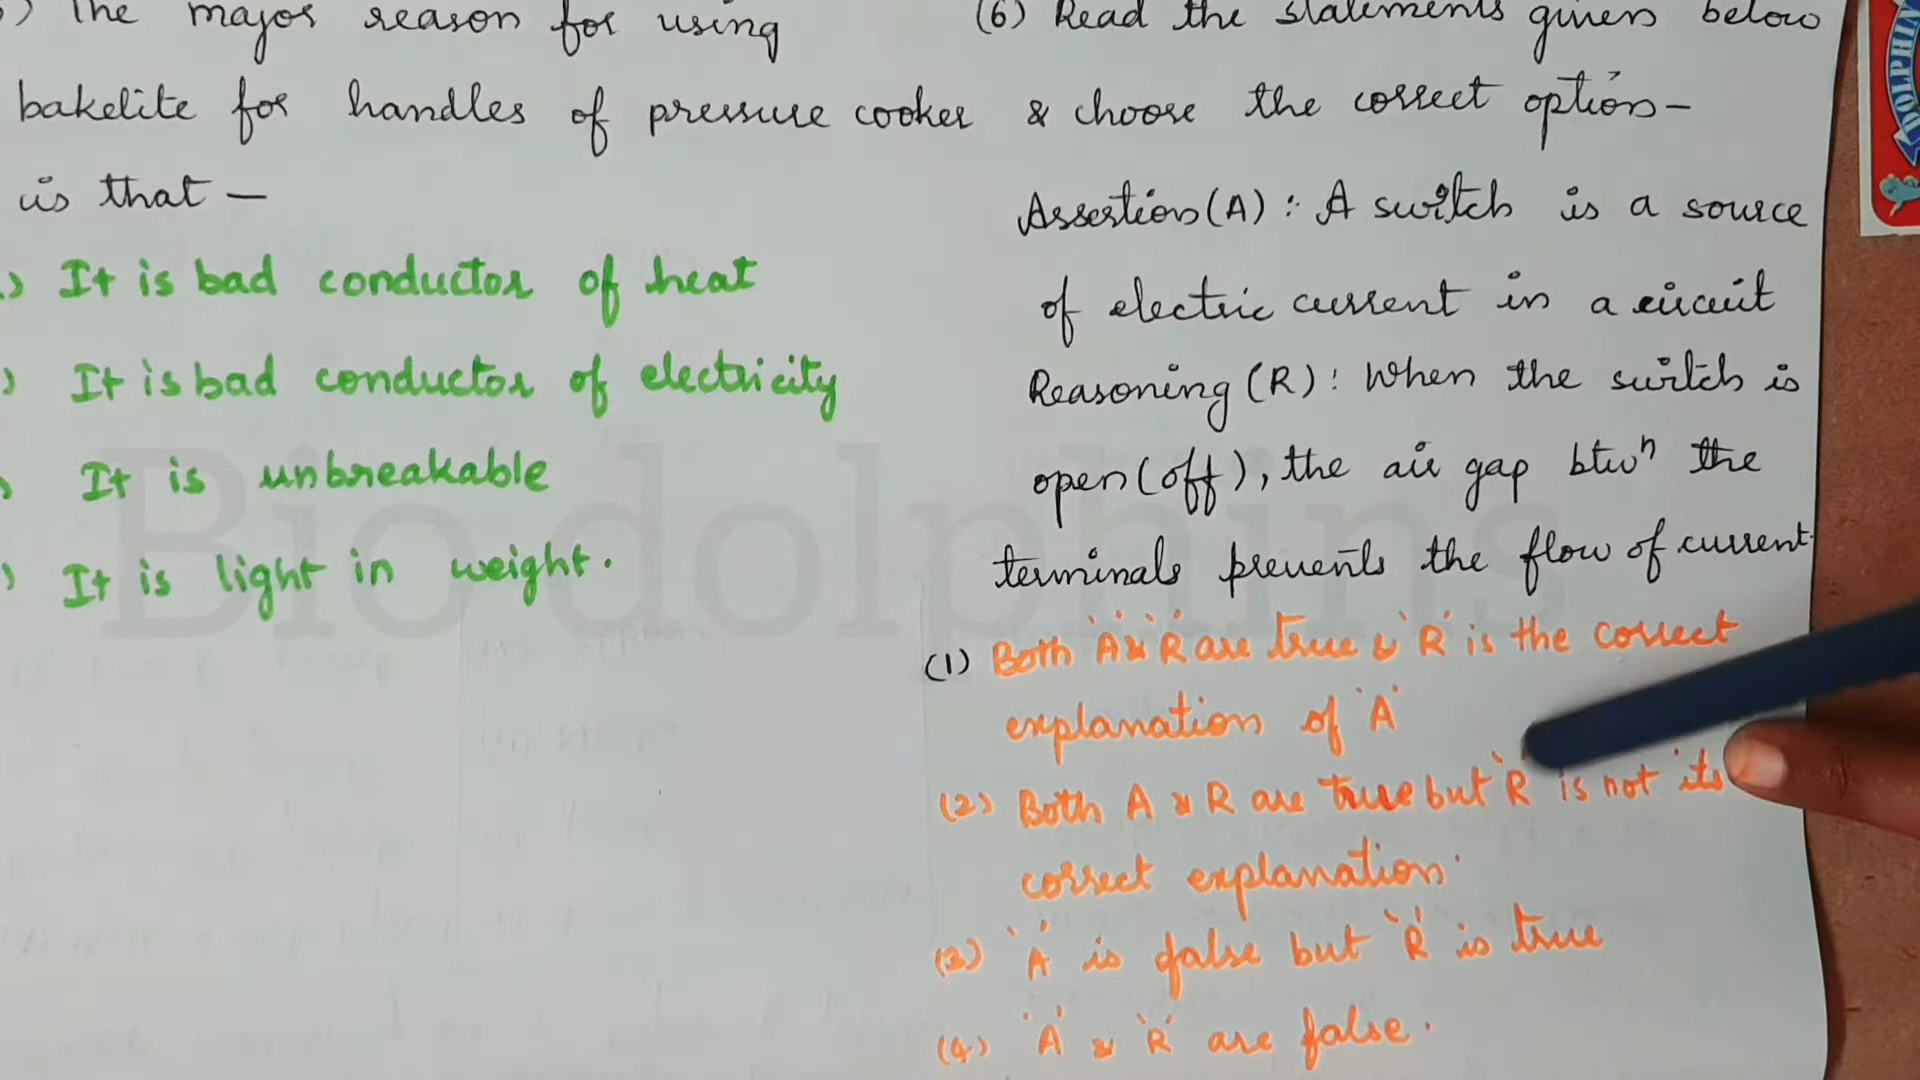 ) The major reason for using
bakelite for handles of pressure cooker
is that —
) It is bad conductor of heat
) It is bad conductor of electricity
) It is unbreakable
) It is light in weight.
(6) Read the statements given below
& choose the correct option —
Assertion (A) : A switch is a source
of electric current in a circuit
Reasoning (R) : When the switch is
open (off), the air gap btwn the
terminals prevents the flow of current.
(1) Both 'A' & 'R' are true & 'R' is the correct
explanation of 'A'
(2) Both A & R are true but 'R' is not its
correct explanation.
(3) 'A' is false but 'R' is true
(4) 'A' & 'R' are false.
Bio dolphins
DOLPHIN